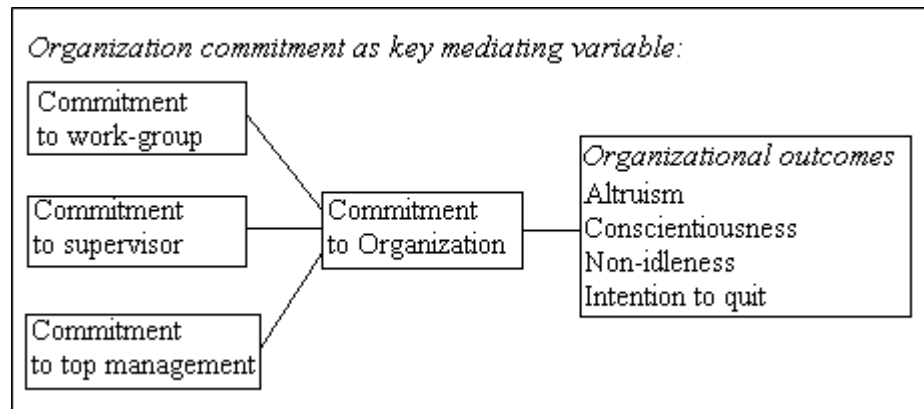 Organization commitment as key mediating variable:
Commitment
to work-group
Commitment
to supervisor
Commitment
to top management
Commitment
to Organization
Organizational outcomes
Altruism
Conscientiousness
Non-idleness
Intention to quit